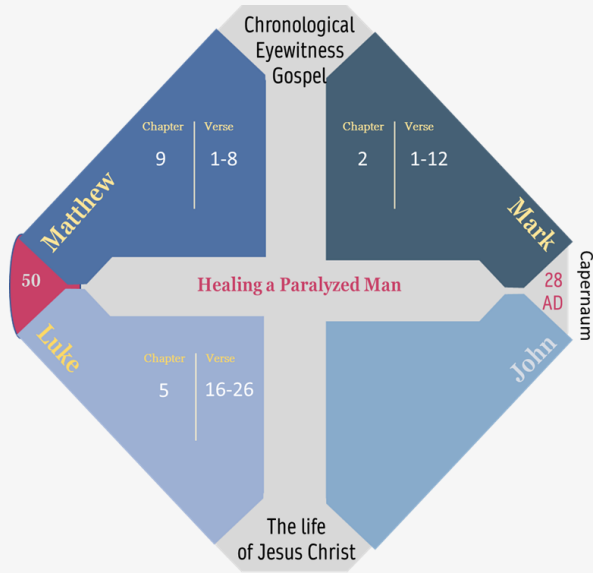 Chronological
Eyewitness
Gospel
Chapter Verse
9 1-8
Matthew
Chapter Verse
2 1-12
Mark
50
Healing a Paralyzed Man
28
AD
Capernaum
Luke
Chapter Verse
5 16-26
John
The life
of Jesus Christ